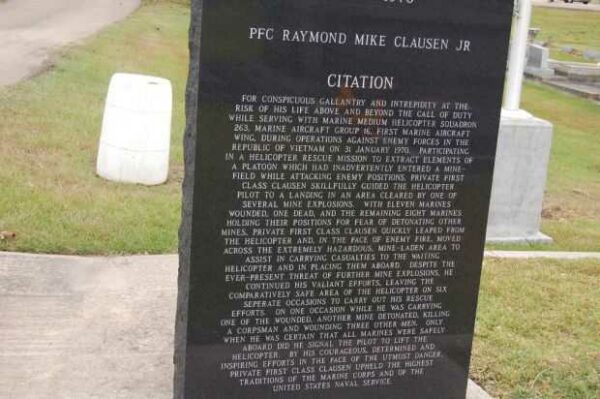 PFC RAYMOND MIKE CLAUSEN JR
CITATION
FOR CONSPICUOUS GALLANTRY AND INTREPIDITY AT THE
RISK OF HIS LIFE ABOVE AND BEYOND THE CALL OF DUTY
WHILE SERVING WITH MARINE MEDIUM HELICOPTER SQUADRON
263, MARINE AIRCRAFT GROUP 16, FIRST MARINE AIRCRAFT
WING, DURING OPERATIONS AGAINST ENEMY FORCES IN THE
REPUBLIC OF VIETNAM ON 31 JANUARY 1970. PARTICIPATING
IN A HELICOPTER RESCUE MISSION TO EXTRACT ELEMENTS OF
A PLATOON WHICH HAD INADVERTENTLY ENTERED A MINE-
FIELD WHILE ATTACKING ENEMY POSITIONS, PRIVATE FIRST
CLASS CLAUSEN SKILLFULLY GUIDED THE HELICOPTER
PILOT TO A LANDING IN AN AREA CLEARED BY ONE OF
SEVERAL MINE EXPLOSIONS. WITH ELEVEN MARINES
WOUNDED, ONE DEAD, AND THE REMAINING EIGHT MARINES
HOLDING THEIR POSITIONS FOR FEAR OF DETONATING OTHER
MINES, PRIVATE FIRST CLASS CLAUSEN QUICKLY LEAPED FROM
THE HELICOPTER AND, IN THE FACE OF ENEMY FIRE, MOVED
ACROSS THE EXTREMELY HAZARDOUS, MINE-LADEN AREA TO
ASSIST IN CARRYING CASUALTIES TO THE WAITING
HELICOPTER AND IN PLACING THEM ABOARD. DESPITE THE
EVER-PRESENT THREAT OF FURTHER MINE EXPLOSIONS, HE
CONTINUED HIS VALIANT EFFORTS, LEAVING THE
COMPARATIVELY SAFE AREA OF THE HELICOPTER ON SIX
SEPERATE OCCASIONS TO CARRY OUT HIS RESCUE
EFFORTS. ON ONE OCCASION WHILE HE WAS CARRYING
ONE OF THE WOUNDED, ANOTHER MINE DETONATED, KILLING
A CORPSMAN AND WOUNDING THREE OTHER MEN. ONLY
WHEN HE WAS CERTAIN THAT ALL MARINES WERE SAFELY
ABOARD DID HE SIGNAL THE PILOT TO LIFT THE
HELICOPTER. BY HIS COURAGEOUS, DETERMINED AND
INSPIRING EFFORTS IN THE FACE OF THE UTMOST DANGER,
PRIVATE FIRST CLASS CLAUSEN UPHELD THE HIGHEST
TRADITIONS OF THE MARINE CORPS AND OF THE
UNITED STATES NAVAL SERVICE.